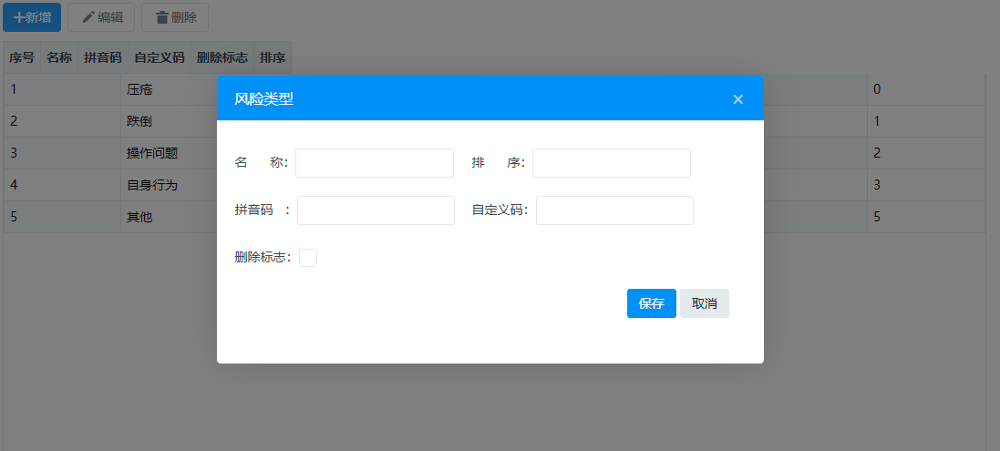 新增 编辑 删除
序号 名称 拼音码 自定义码 删除标志 排序
1 压疮 0
2 跌倒 1
3 操作问题 2
4 自身行为 3
5 其他 5
风险类型 ×
名 称: 排 序:
拼音码 : 自定义码:
删除标志:
保存 取消